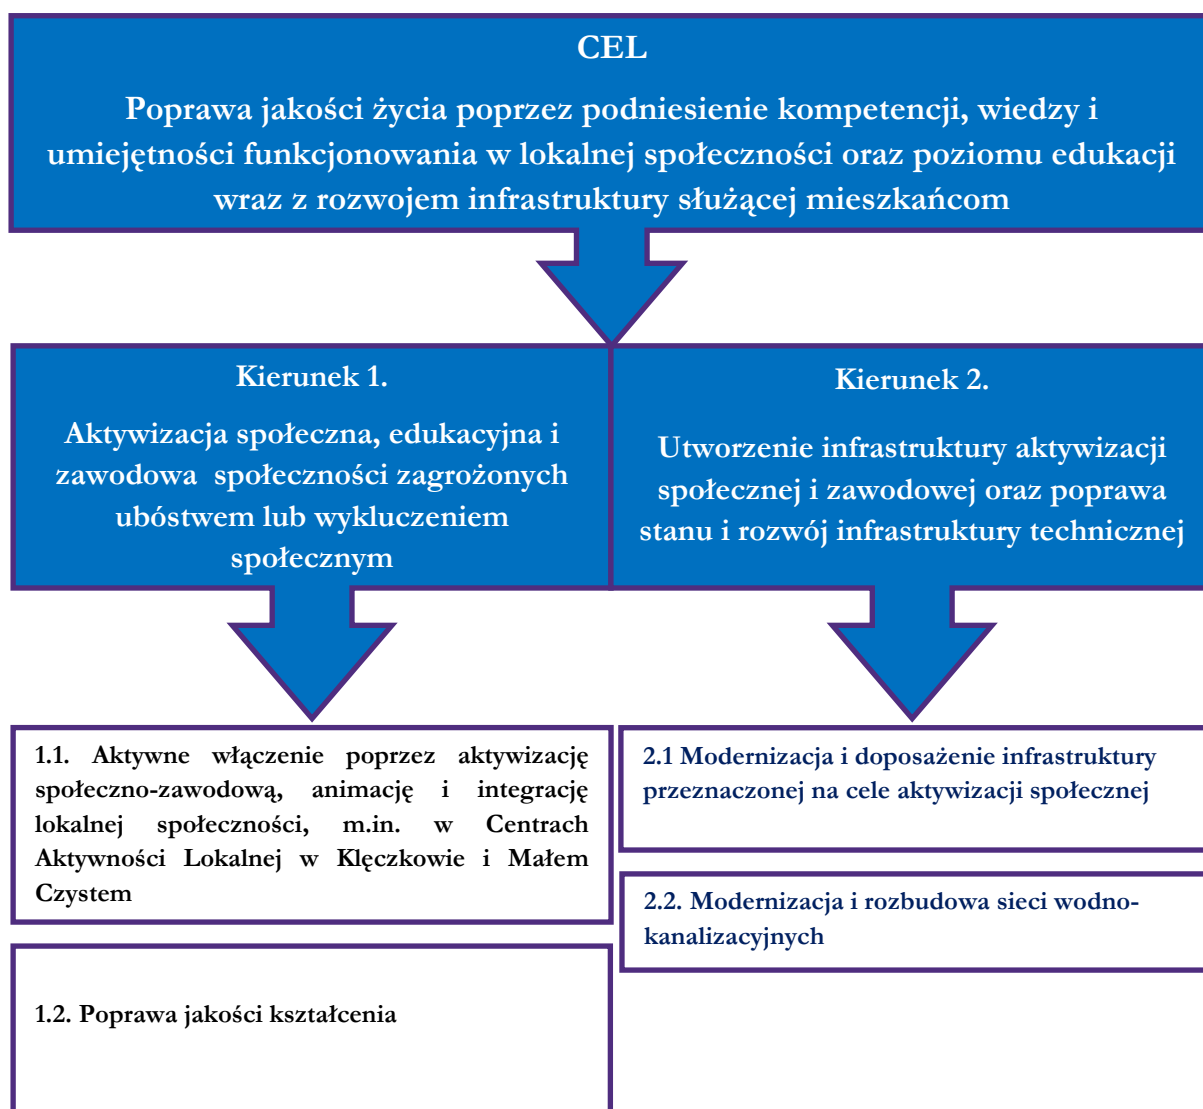 CEL
Poprawa jakości życia poprzez podniesienie kompetencji, wiedzy i
umiejętności funkcjonowania w lokalnej społeczności oraz poziomu edukacji
wraz z rozwojem infrastruktury służącej mieszkańcom
Kierunek 1.
Aktywizacja społeczna, edukacyjna i
zawodowa społeczności zagrożonych
ubóstwem lub wykluczeniem
społecznym
Kierunek 2.
Utworzenie infrastruktury aktywizacji
społecznej i zawodowej oraz poprawa
stanu i rozwój infrastruktury technicznej
1.1. Aktywne włączenie poprzez aktywizację
społeczno-zawodową, animację i integrację
lokalnej społeczności, m.in. w Centrach
Aktywności Lokalnej w Klęczkowie i Małem
Czystem
1.2. Poprawa jakości kształcenia
2.1 Modernizacja i doposażenie infrastruktury
przeznaczonej na cele aktywizacji społecznej
2.2. Modernizacja i rozbudowa sieci wodno-
kanalizacyjnych